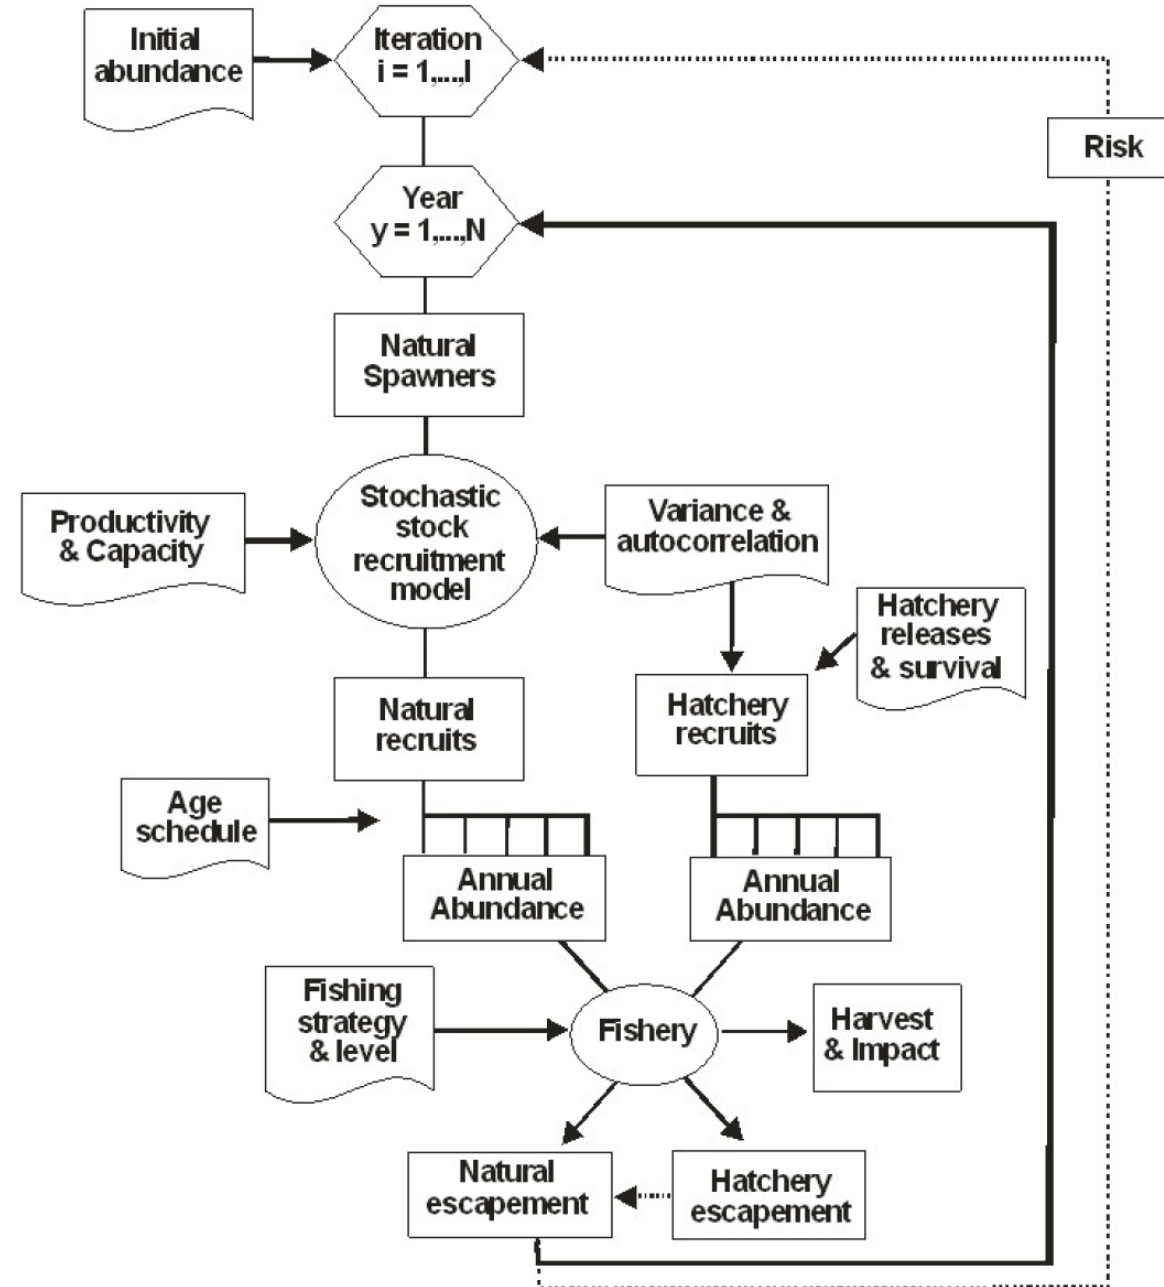 Initial
abundance
Iteration
i = 1,...,I
Risk
Year
y = 1,...,N
Natural
Spawners
Productivity
& Capacity
Stochastic
stock
recruitment
model
Variance &
autocorrelation
Hatchery
releases
& survival
Natural
recruits
Hatchery
recruits
Age
schedule
Annual
Abundance
Annual
Abundance
Fishing
strategy
& level
Fishery
Harvest
& Impact
Natural
escapement
Hatchery
escapement